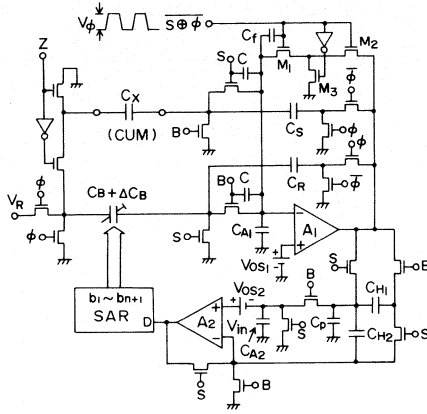 Vφ
S⊕φ̅
Z
S
C
Cf
M1
M2
M3
CX
(CUM)
B
CS
φ̅
φ
CR
φ
φ̅
VR
φ
φ
CB+ΔCB
B
C
S
CA1
A1
VOS1
S
B
B
CH1
VOS2
A2
Vin
S
Cp
CA2
CH2
S
b1~bn+1
SAR
D
S
B